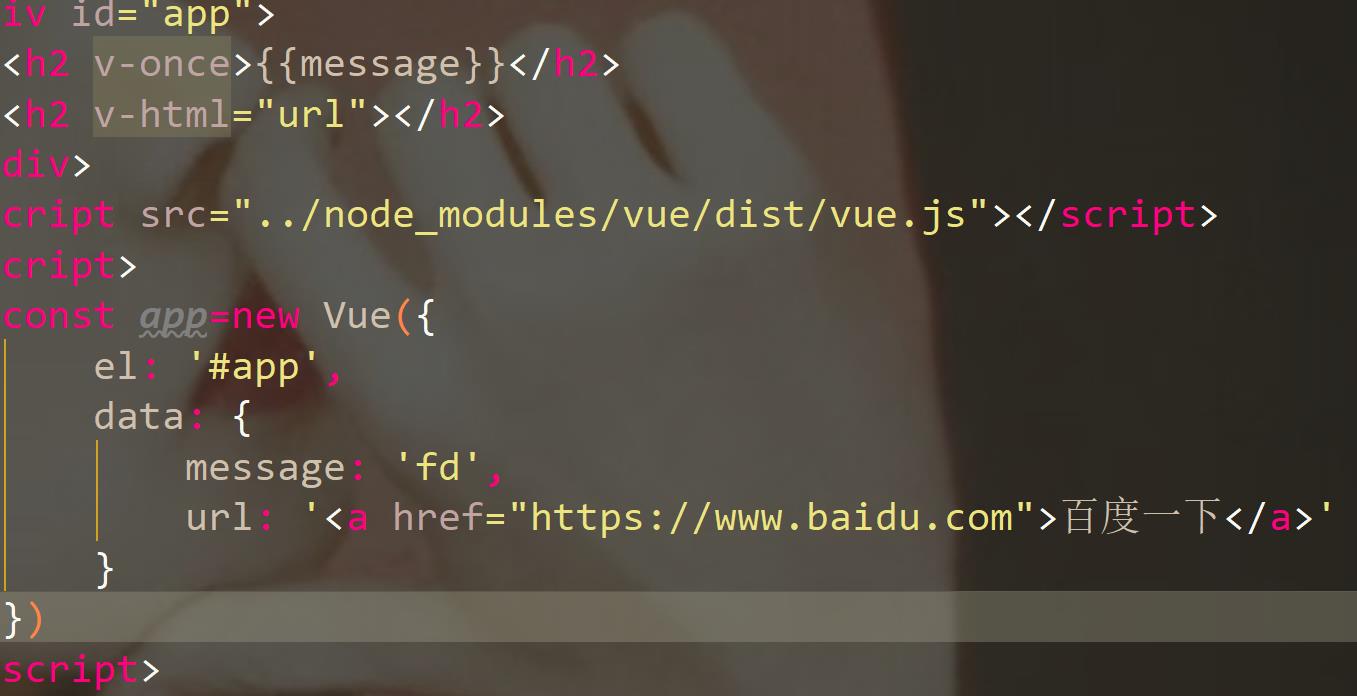 iv id="app">
<h2 v-once>{{message}}</h2>
<h2 v-html="url"></h2>
div>
cript src="../node_modules/vue/dist/vue.js"></script>
cript>
const app=new Vue({
el: '#app',
data: {
message: 'fd',
url: '<a href="https://www.baidu.com">百度一下</a>'
}
})
script>